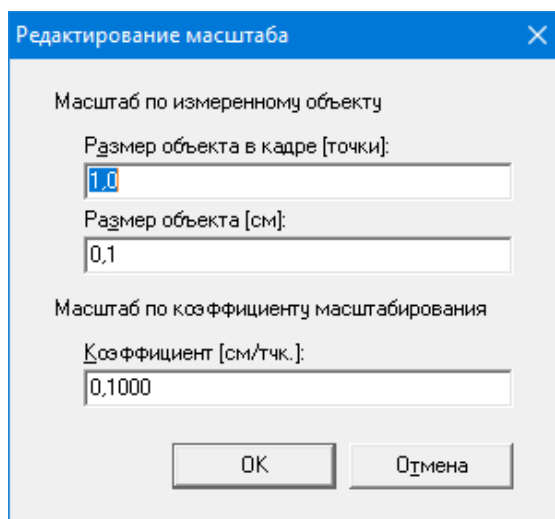 Редактирование масштаба
Масштаб по измеренному объекту
Размер объекта в кадре [точки]:
1,0
Размер объекта [см]:
0,1
Масштаб по коэффициенту масштабирования
Коэффициент [см/тчк.]:
0,1000
OK
Отмена